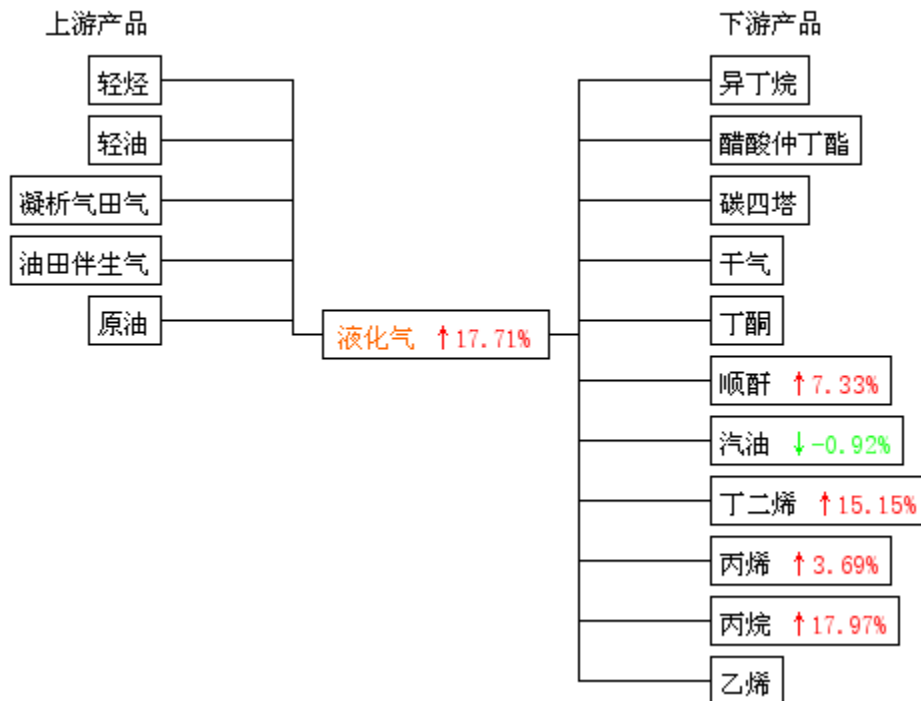 上游产品
轻烃
轻油
凝析气田气
油田伴生气
原油
液化气 ↑17.71%
下游产品
异丁烷
醋酸仲丁酯
碳四塔
干气
丁酮
顺酐 ↑7.33%
汽油 ↓-0.92%
丁二烯 ↑15.15%
丙烯 ↑3.69%
丙烷 ↑17.97%
乙烯